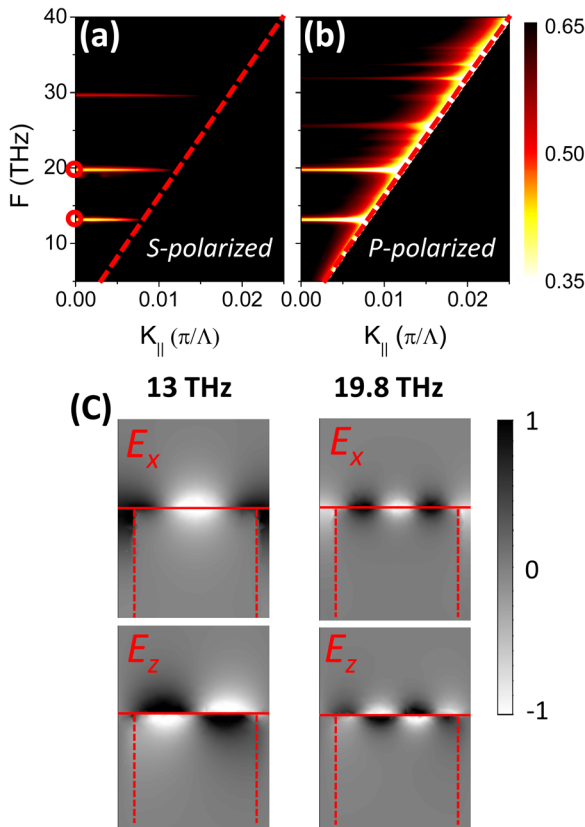 (a)
(b)
40
30
20
10
F (THz)
S-polarized
P-polarized
0.65
0.50
0.35
0.00
0.01
0.02
0.00
0.01
0.02
K|| (π/Λ)
K|| (π/Λ)
(C)
13 THz
19.8 THz
Ex
Ex
1
0
-1
Ez
Ez